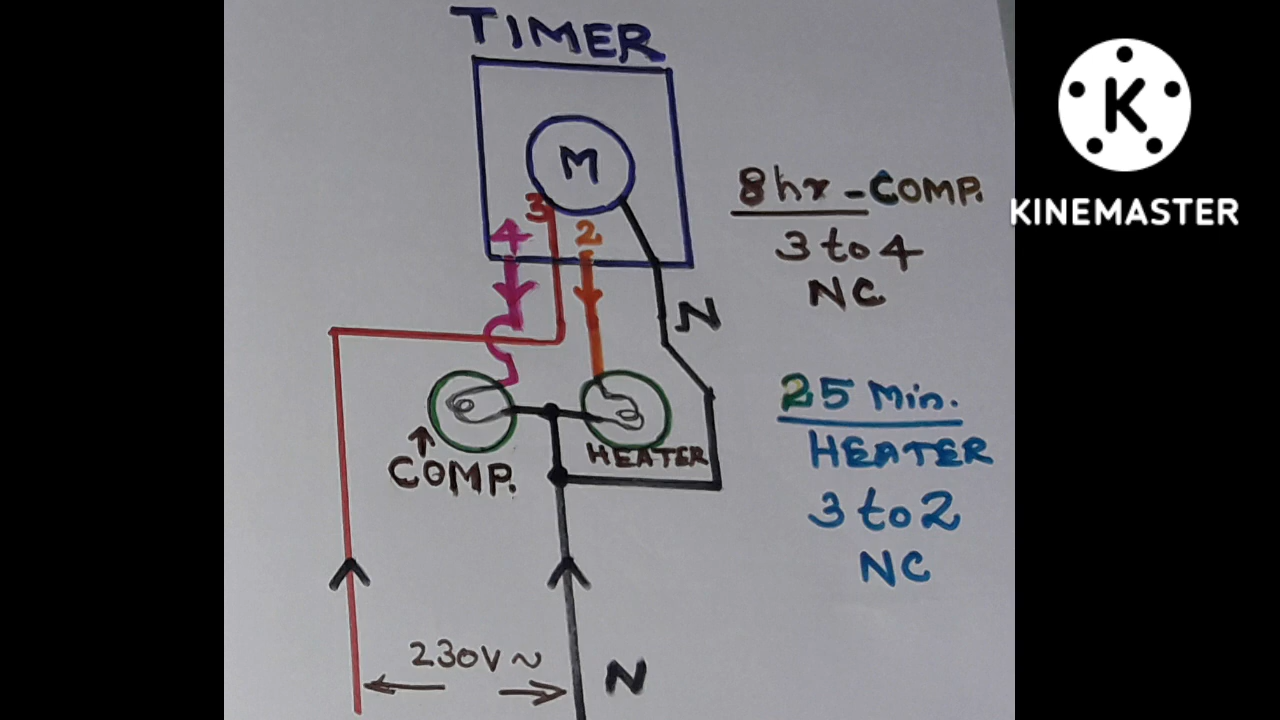 TIMER
M
3
4
2
N
COMP.
HEATER
230V ~
N
8hr - COMP.
3 to 4
NC
25 Min.
HEATER
3 to 2
NC
K
KINEMASTER